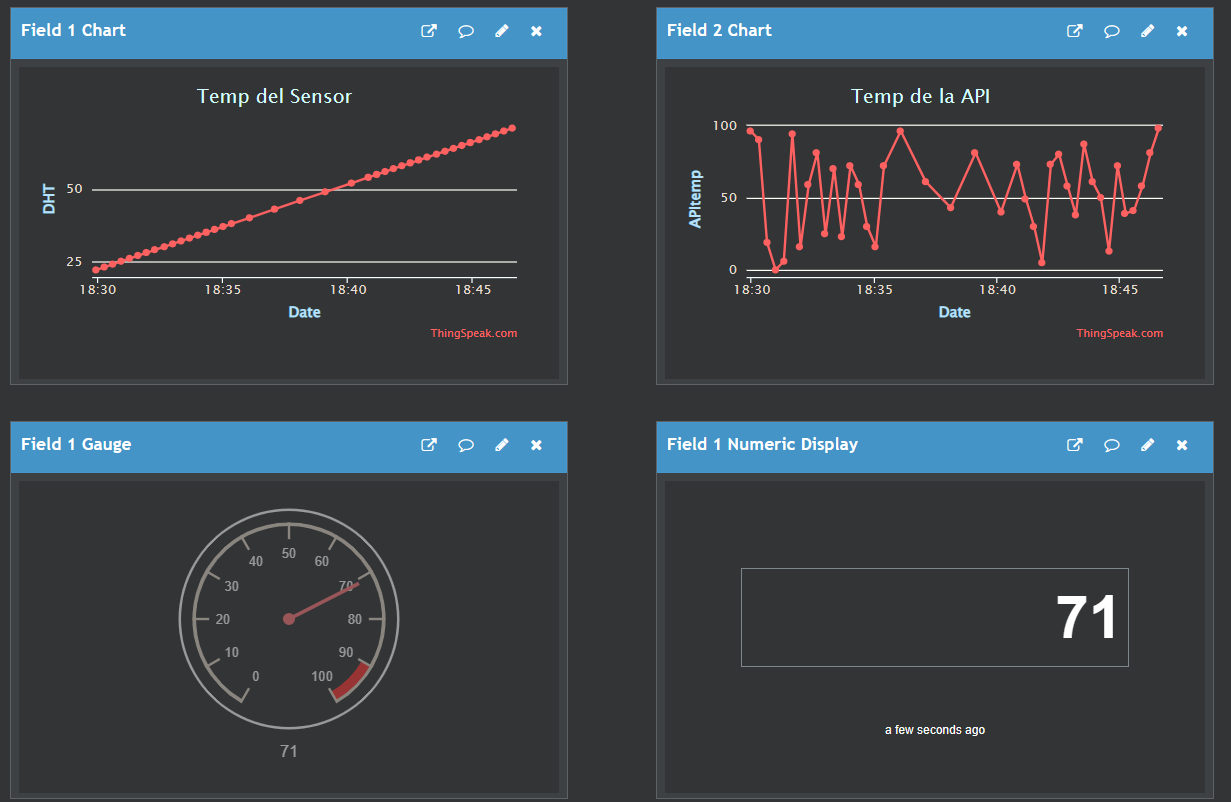 Field 1 Chart
Temp del Sensor
DHT
50
25
18:30 18:35 18:40 18:45
Date
ThingSpeak.com
Field 2 Chart
Temp de la API
APItemp
100
50
0
18:30 18:35 18:40 18:45
Date
ThingSpeak.com
Field 1 Gauge
0
10
20
30
40
50
60
70
80
90
100
71
Field 1 Numeric Display
71
a few seconds ago